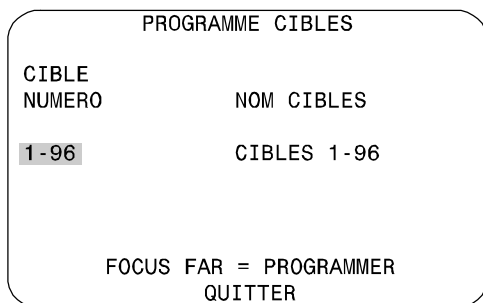 PROGRAMME CIBLES
CIBLE
NUMERO NOM CIBLES
1-96 CIBLES 1-96
FOCUS FAR = PROGRAMMER
QUITTER